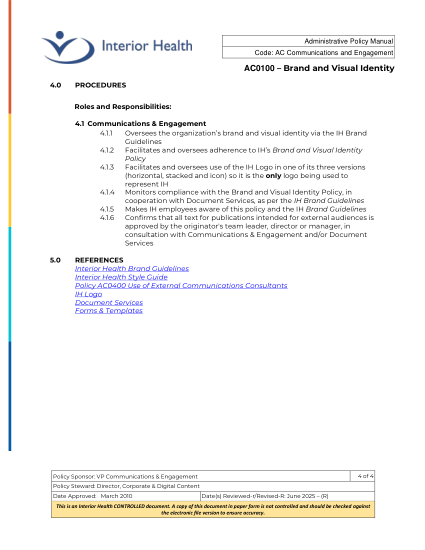 Interior Health
Administrative Policy Manual
Code: AC Communications and Engagement
AC0100 – Brand and Visual Identity
4.0 PROCEDURES
Roles and Responsibilities:
4.1 Communications & Engagement
4.1.1 Oversees the organization's brand and visual identity via the IH Brand
Guidelines
4.1.2 Facilitates and oversees adherence to IH's Brand and Visual Identity
Policy
4.1.3 Facilitates and oversees use of the IH Logo in one of its three versions
(horizontal, stacked and icon) so it is the only logo being used to
represent IH
4.1.4 Monitors compliance with the Brand and Visual Identity Policy, in
cooperation with Document Services, as per the IH Brand Guidelines
4.1.5 Makes IH employees aware of this policy and the IH Brand Guidelines
4.1.6 Confirms that all text for publications intended for external audiences is
approved by the originator's team leader, director or manager, in
consultation with Communications & Engagement and/or Document
Services
5.0 REFERENCES
Interior Health Brand Guidelines
Interior Health Style Guide
Policy AC0400 Use of External Communications Consultants
IH Logo
Document Services
Forms & Templates
Policy Sponsor: VP Communications & Engagement 4 of 4
Policy Steward: Director, Corporate & Digital Content
Date Approved: March 2010 Date(s) Reviewed-r/Revised-R: June 2025 – (R)
This is an Interior Health CONTROLLED document. A copy of this document in paper form is not controlled and should be checked against
the electronic file version to ensure accuracy.